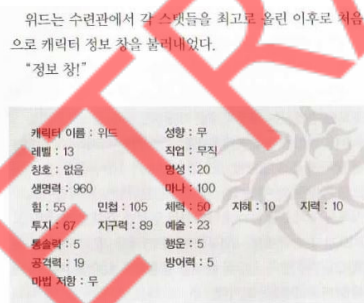 위드는 수련관에서 각 스탯들을 최고로 올린 이후로 처음
으로 캐릭터 정보 창을 불러내었다.
"정보 창!"
캐릭터 이름 : 위드 성향 : 무
레벨 : 13 직업 : 무직
칭호 : 없음 명성 : 20
생명력 : 960 마나 : 100
힘 : 55 민첩 : 105 체력 : 50 지혜 : 10 지력 : 10
투지 : 67 지구력 : 89 예술 : 23
통솔력 : 5 행운 : 5
공격력 : 19 방어력 : 5
마법 저항 : 무